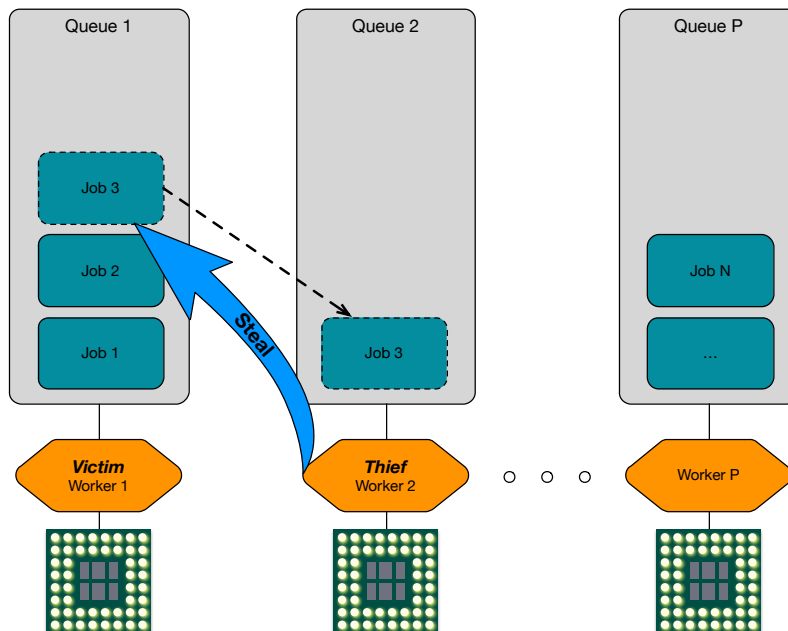 Queue 1
Queue 2
Queue P
Job 3
Job 2
Job N
Steal
Job 1
Job 3
...
Victim
Worker 1
Thief
Worker 2
Worker P